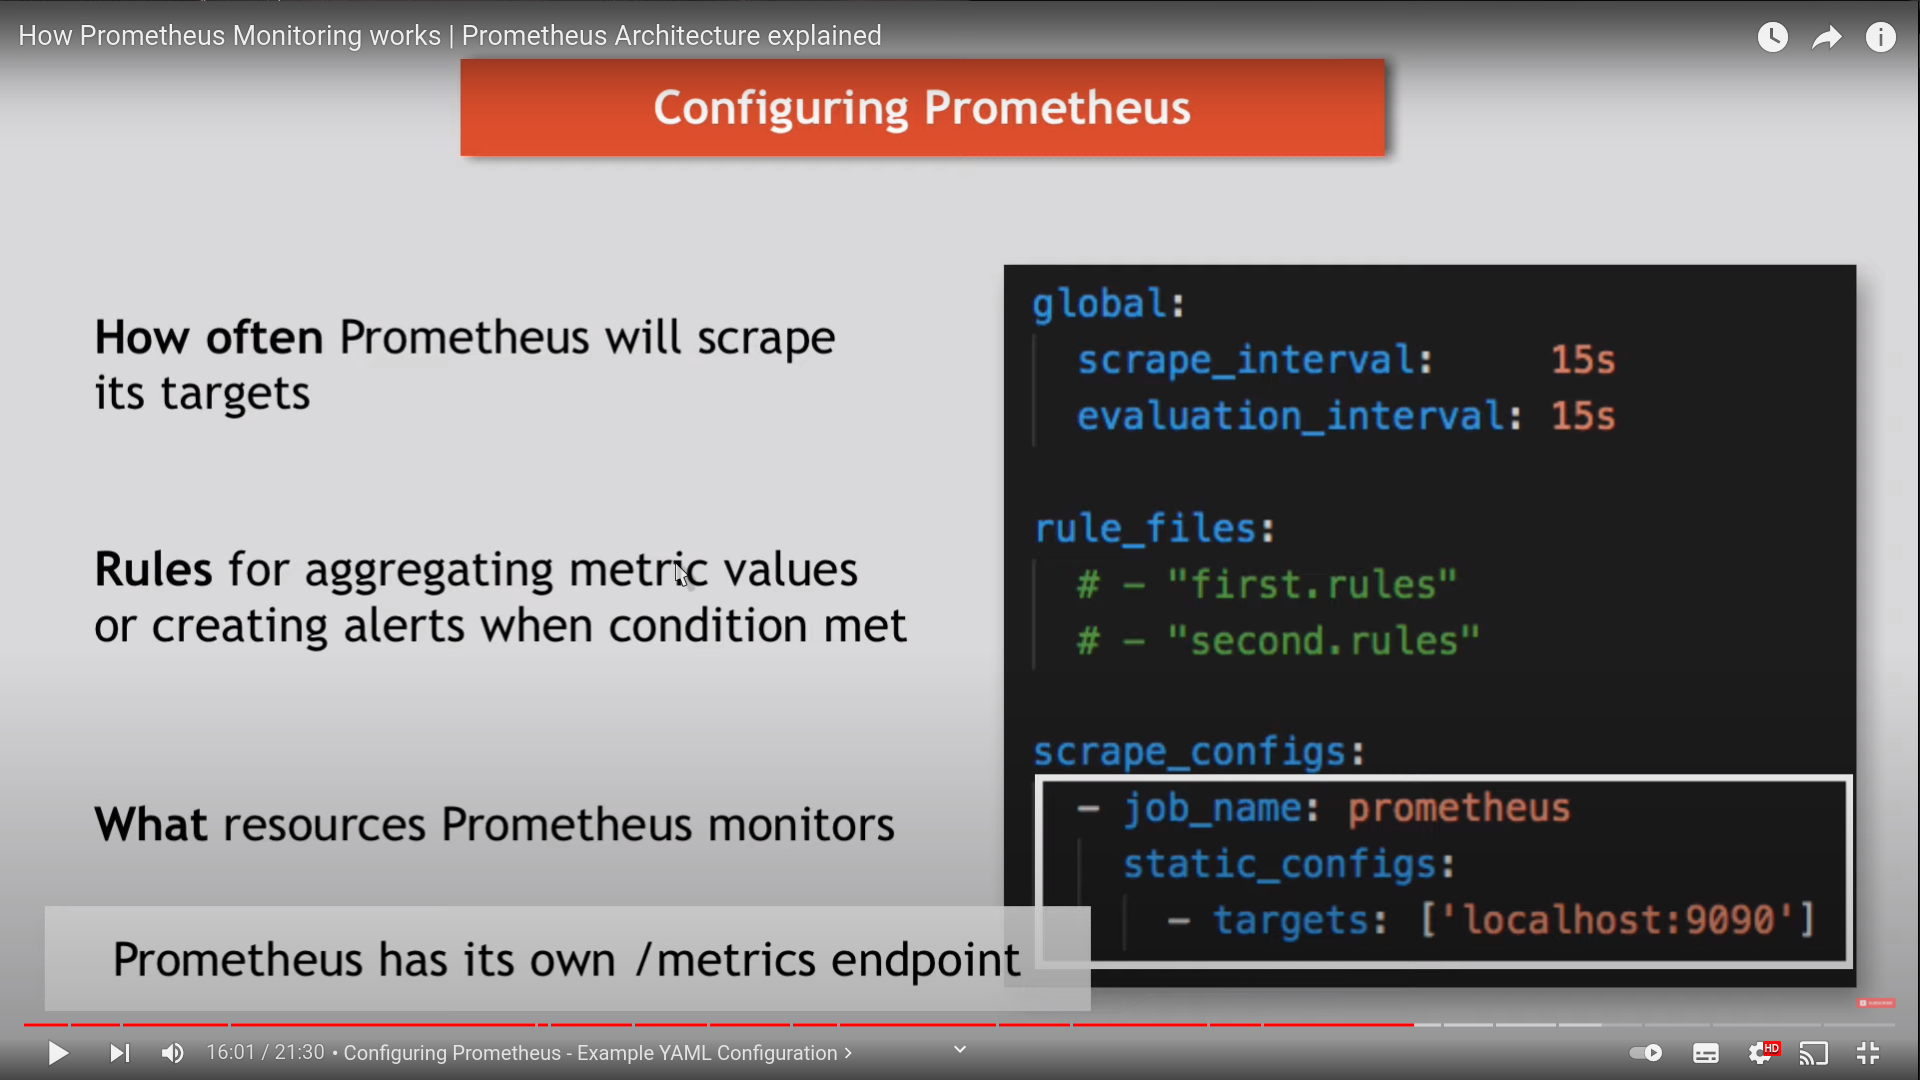 How Prometheus Monitoring works | Prometheus Architecture explained
Configuring Prometheus
How often Prometheus will scrape
its targets
Rules for aggregating metric values
or creating alerts when condition met
What resources Prometheus monitors
Prometheus has its own /metrics endpoint
global:
scrape_interval: 15s
evaluation_interval: 15s
rule_files:
# – "first.rules"
# – "second.rules"
scrape_configs:
– job_name: prometheus
static_configs:
– targets: ['localhost:9090']
SUBSCRIBE
16:01 / 21:30 • Configuring Prometheus - Example YAML Configuration
HD